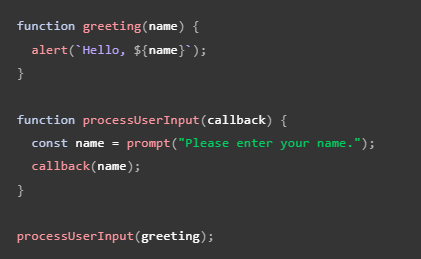 function greeting(name) {
  alert(`Hello, ${name}`);
}

function processUserInput(callback) {
  const name = prompt("Please enter your name.");
  callback(name);
}

processUserInput(greeting);